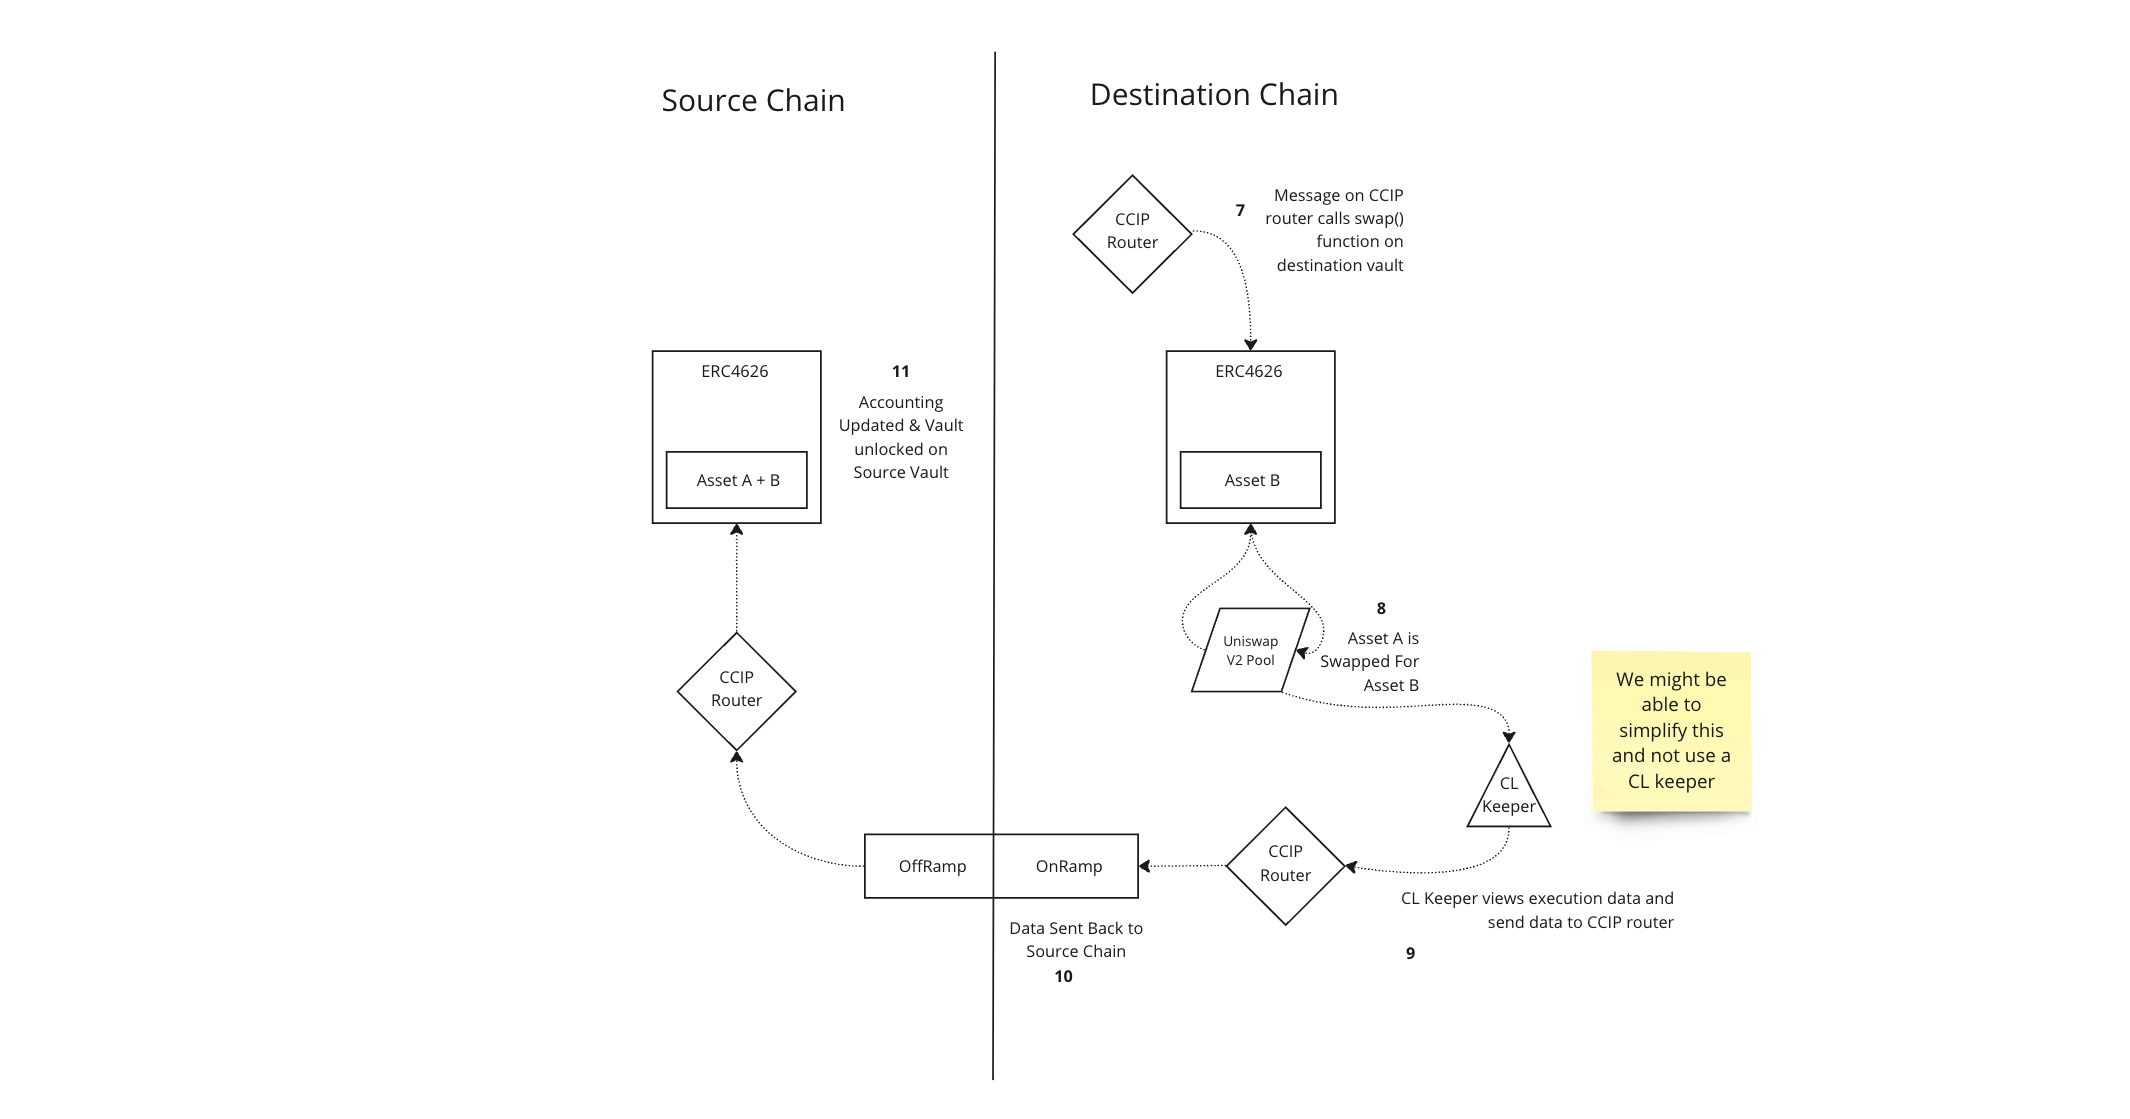 Source Chain
Destination Chain
CCIP
Router
7
Message on CCIP
router calls swap()
function on
destination vault
ERC4626
Asset A + B
11
Accounting
Updated & Vault
unlocked on
Source Vault
ERC4626
Asset B
Uniswap
V2 Pool
8
Asset A is
Swapped For
Asset B
We might be
able to
simplify this
and not use a
CL keeper
CL
Keeper
CCIP
Router
CCIP
Router
OffRamp
OnRamp
CL Keeper views execution data and
send data to CCIP router
9
Data Sent Back to
Source Chain
10